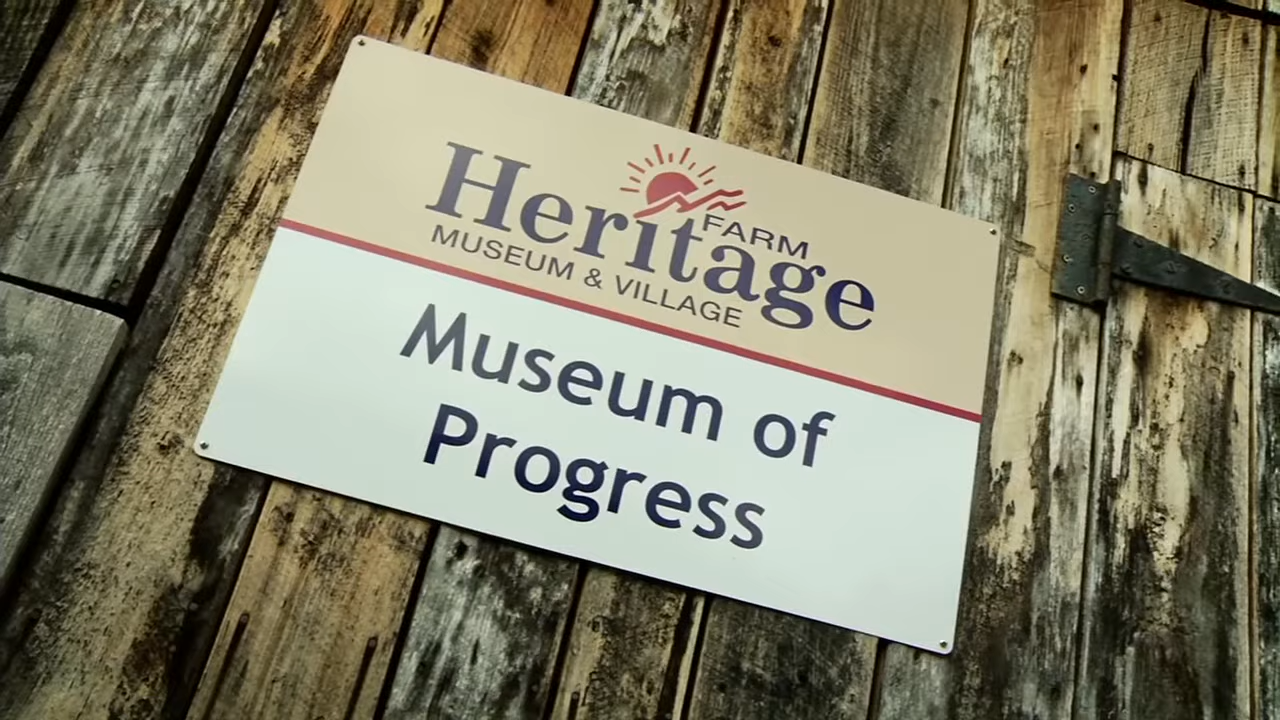 Heritage
FARM
MUSEUM & VILLAGE
Museum of
Progress